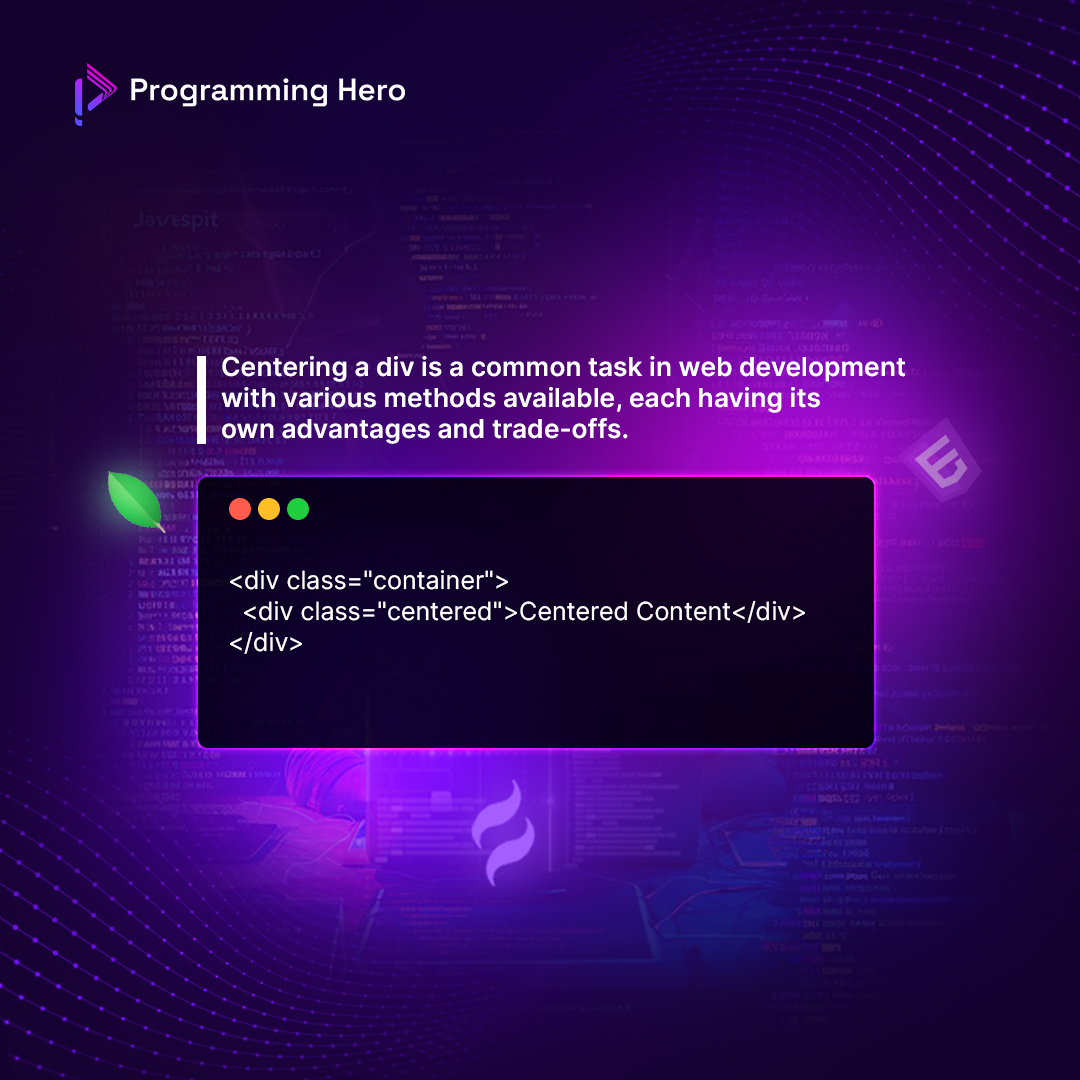 Programming Hero
Centering a div is a common task in web development
with various methods available, each having its
own advantages and trade-offs.
<div class="container">
  <div class="centered">Centered Content</div>
</div>